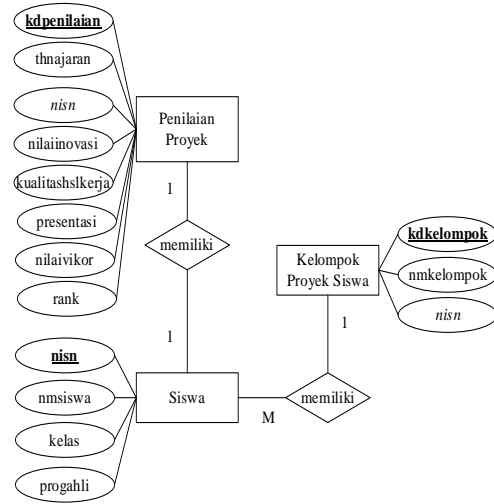 kdpenilaian
thnajaran
nisn
nilaiinovasi
kualitashslkerja
presentasi
nilaivikor
rank
Penilaian
Proyek
1
memiliki
1
kdkelompok
nmkelompok
nisn
Kelompok
Proyek Siswa
1
memiliki
M
nisn
nmsiswa
kelas
progahli
Siswa